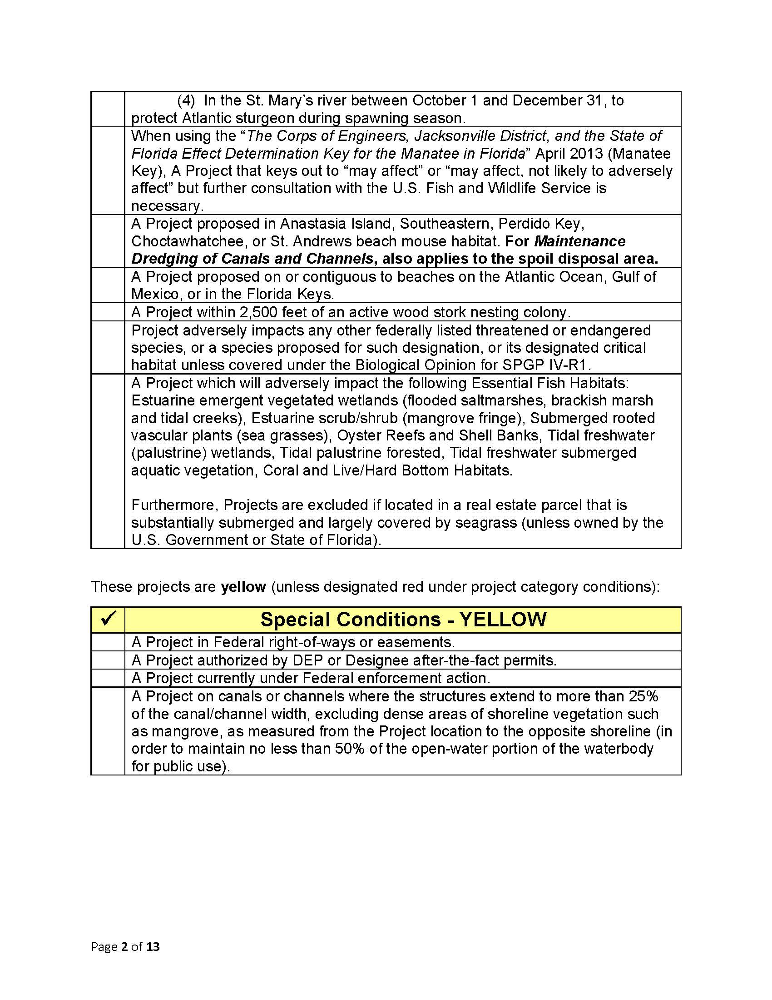 (4) In the St. Mary’s river between October 1 and December 31, to
protect Atlantic sturgeon during spawning season.
When using the “The Corps of Engineers, Jacksonville District, and the State of
Florida Effect Determination Key for the Manatee in Florida” April 2013 (Manatee
Key), A Project that keys out to “may affect” or “may affect, not likely to adversely
affect” but further consultation with the U.S. Fish and Wildlife Service is
necessary.
A Project proposed in Anastasia Island, Southeastern, Perdido Key,
Choctawhatchee, or St. Andrews beach mouse habitat. For Maintenance
Dredging of Canals and Channels, also applies to the spoil disposal area.
A Project proposed on or contiguous to beaches on the Atlantic Ocean, Gulf of
Mexico, or in the Florida Keys.
A Project within 2,500 feet of an active wood stork nesting colony.
Project adversely impacts any other federally listed threatened or endangered
species, or a species proposed for such designation, or its designated critical
habitat unless covered under the Biological Opinion for SPGP IV-R1.
A Project which will adversely impact the following Essential Fish Habitats:
Estuarine emergent vegetated wetlands (flooded saltmarshes, brackish marsh
and tidal creeks), Estuarine scrub/shrub (mangrove fringe), Submerged rooted
vascular plants (sea grasses), Oyster Reefs and Shell Banks, Tidal freshwater
(palustrine) wetlands, Tidal palustrine forested, Tidal freshwater submerged
aquatic vegetation, Coral and Live/Hard Bottom Habitats.
Furthermore, Projects are excluded if located in a real estate parcel that is
substantially submerged and largely covered by seagrass (unless owned by the
U.S. Government or State of Florida).
These projects are yellow (unless designated red under project category conditions):
✓ Special Conditions - YELLOW
A Project in Federal right-of-ways or easements.
A Project authorized by DEP or Designee after-the-fact permits.
A Project currently under Federal enforcement action.
A Project on canals or channels where the structures extend to more than 25%
of the canal/channel width, excluding dense areas of shoreline vegetation such
as mangrove, as measured from the Project location to the opposite shoreline (in
order to maintain no less than 50% of the open-water portion of the waterbody
for public use).
Page 2 of 13